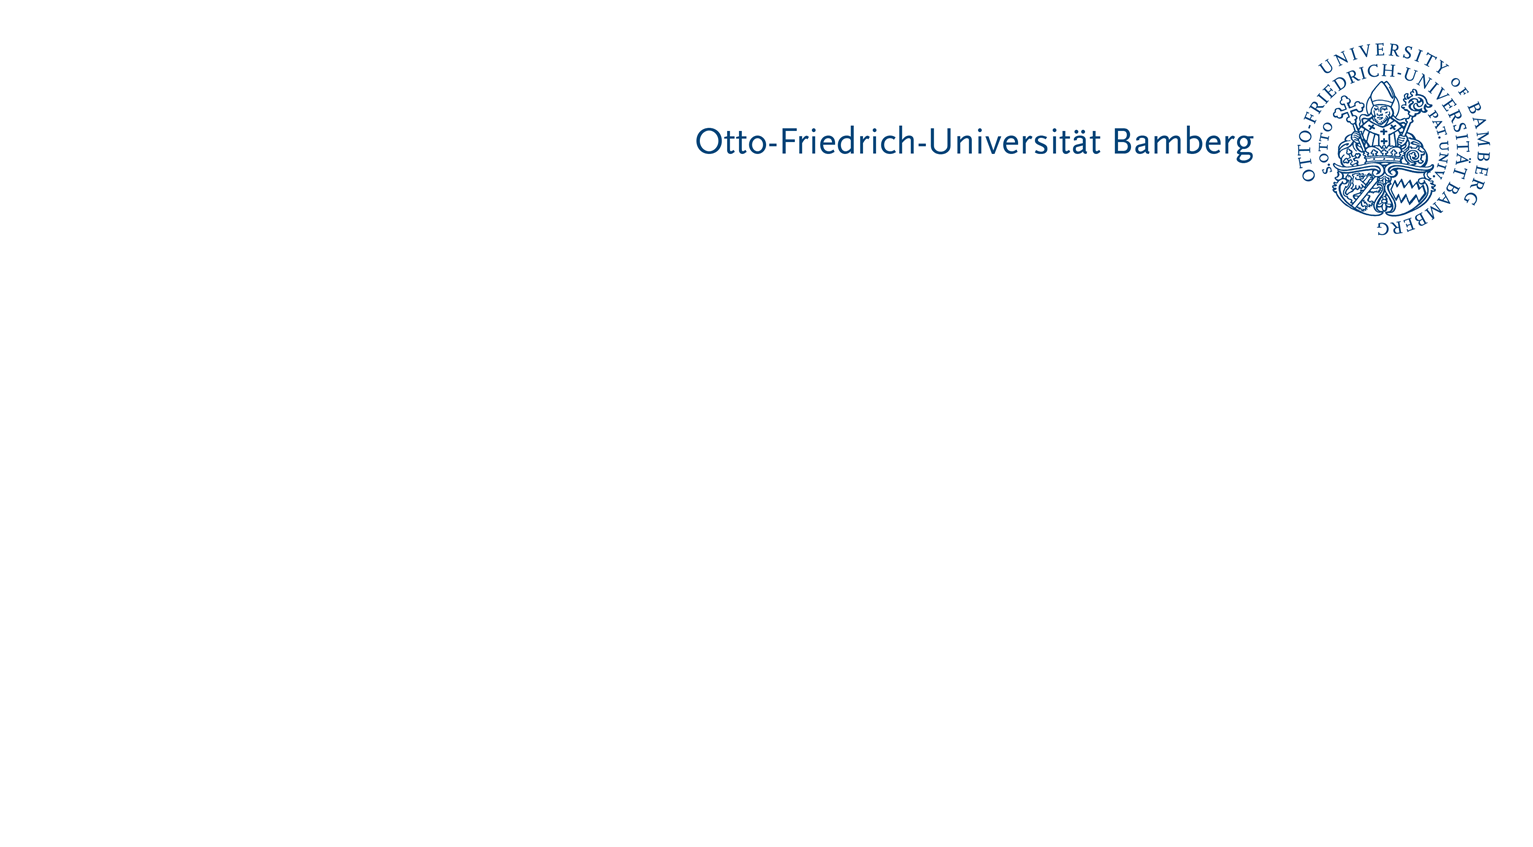 Otto-Friedrich-Universität Bamberg
UNIVERSITY OF BAMBERG
OTTO-FRIEDRICH-UNIVERSITÄT BAMBERG
S. OTTO PAT. UNIV.